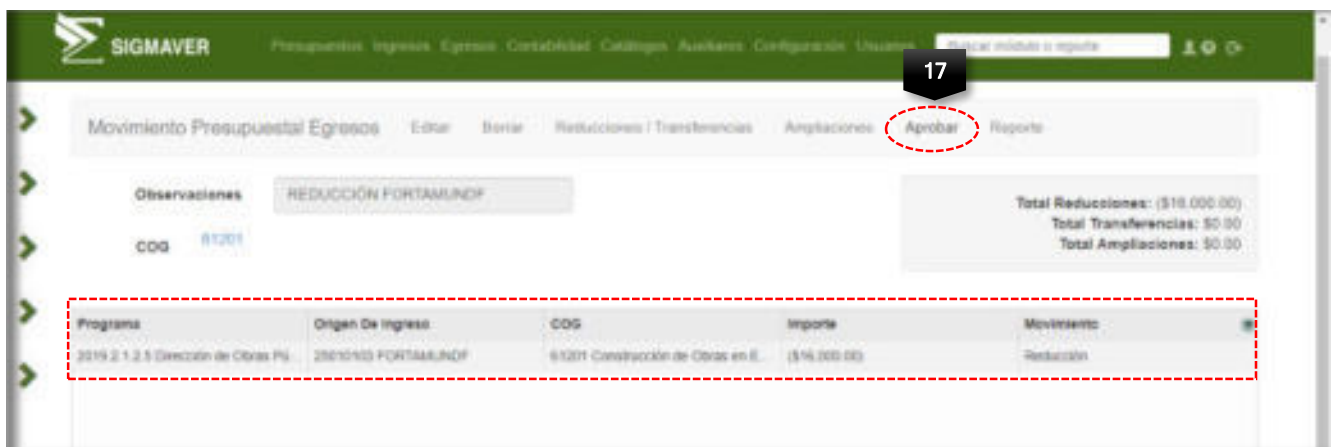 SIGMAVER Presupuestos Ingresos Egresos Contabilidad Catálogos Auxiliares Configuración Usuarios Buscar módulo o reporte
17
Movimiento Presupuestal Egresos Editar Borrar Reducciones / Transferencias Ampliaciones Aprobar Reporte
Observaciones REDUCCIÓN FORTAMUNDF
Total Reducciones: ($16,000.00)
Total Transferencias: $0.00
Total Ampliaciones: $0.00
COG 61201
Programa Origen De Ingreso COG Importe Movimiento
2019.2.1.2.5 Dirección de Obras Pú... 25010103 FORTAMUNDF 61201 Construcción de Obras en E... ($16,000.00) Reducción